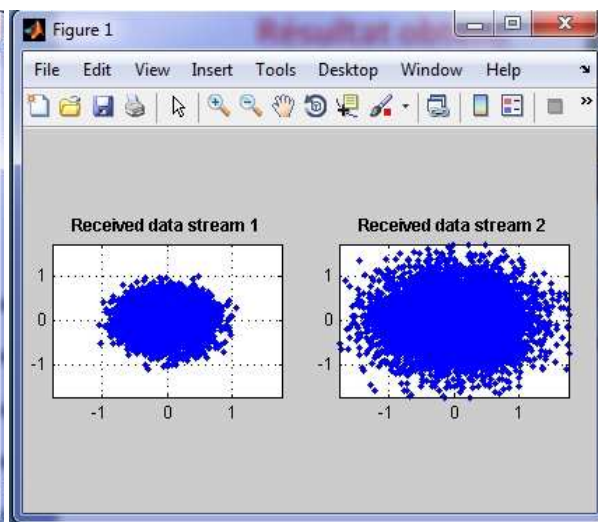 Figure 1
File Edit View Insert Tools Desktop Window Help
Received data stream 1
Received data stream 2
1
0
-1
-1 0 1
1
0
-1
-1 0 1